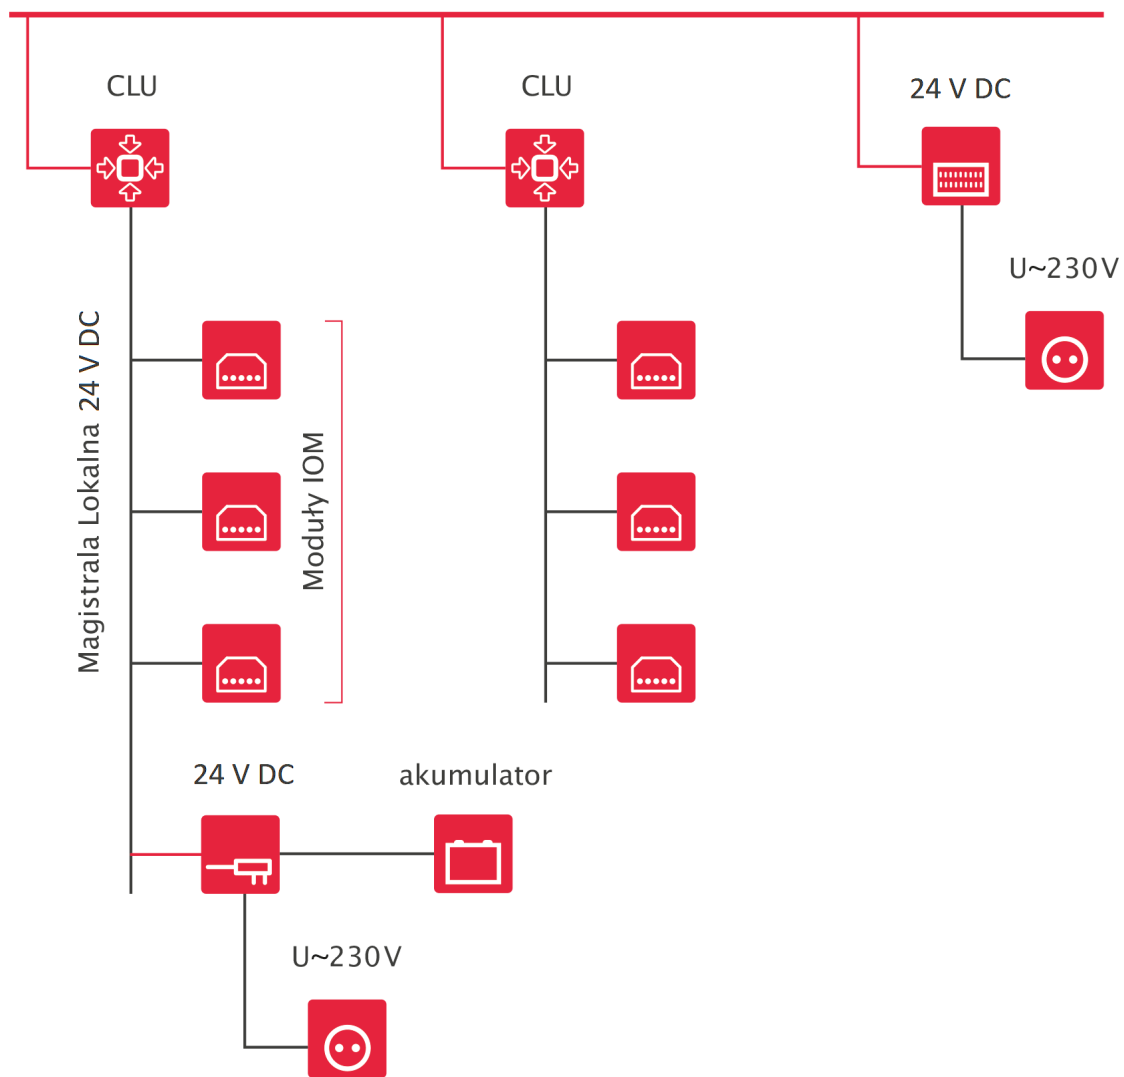 CLU
CLU
24 V DC
U~230V
Magistrala Lokalna 24 V DC
Moduły IOM
24 V DC
akumulator
U~230V